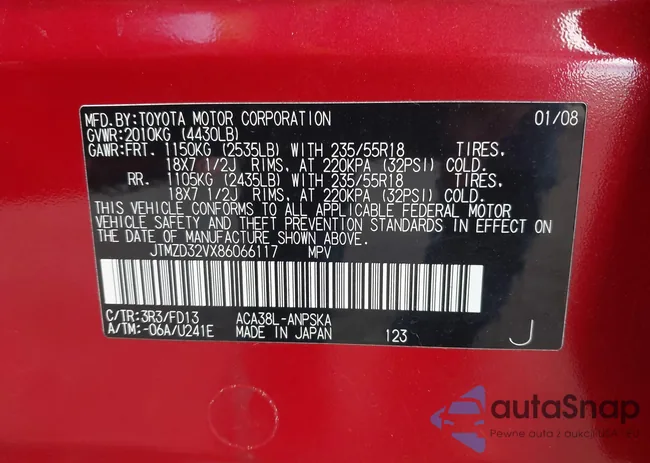 MFD.BY:TOYOTA MOTOR CORPORATION 01/08
GVWR:2010KG (4430LB)
GAWR:FRT. 1150KG (2535LB) WITH 235/55R18 TIRES,
18X7 1/2J RIMS, AT 220KPA (32PSI) COLD.
RR. 1105KG (2435LB) WITH 235/55R18 TIRES,
18X7 1/2J RIMS, AT 220KPA (32PSI) COLD.
THIS VEHICLE CONFORMS TO ALL APPLICABLE FEDERAL MOTOR
VEHICLE SAFETY AND THEFT PREVENTION STANDARDS IN EFFECT ON
THE DATE OF MANUFACTURE SHOWN ABOVE.
JTMZD32VX86066117 MPV
C/TR:3R3/FD13 ACA38L-ANPSKA
A/TM:-06A/U241E MADE IN JAPAN 123 J
autaSnap
Pewne auta z aukcji